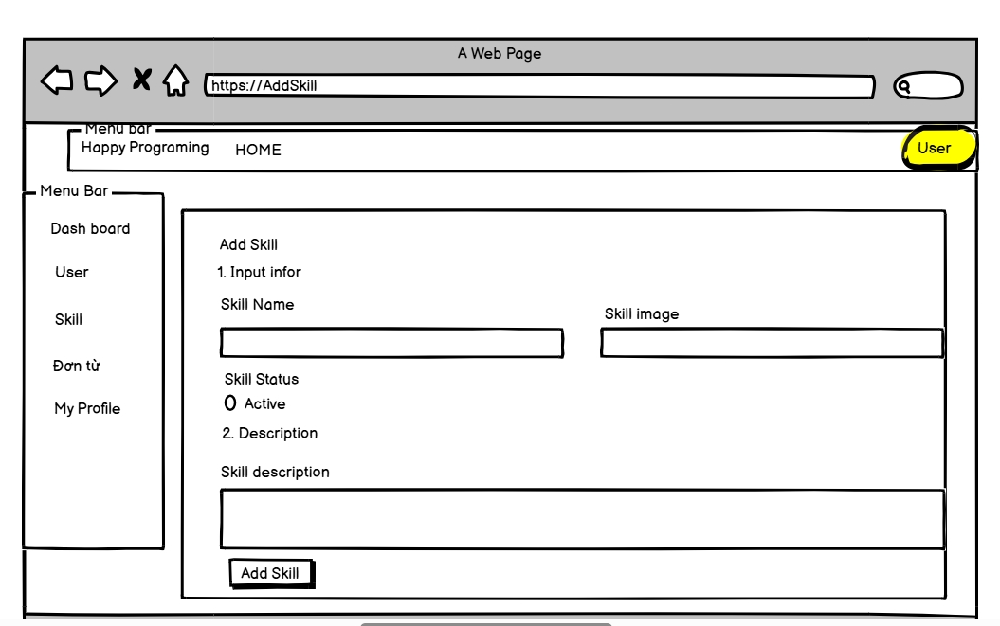 A Web Page
https://AddSkill
Menu bar
Happy Programing HOME User
Menu Bar
Dash board
User
Skill
Đơn từ
My Profile
Add Skill
1. Input infor
Skill Name
Skill image
Skill Status
Active
2. Description
Skill description
Add Skill